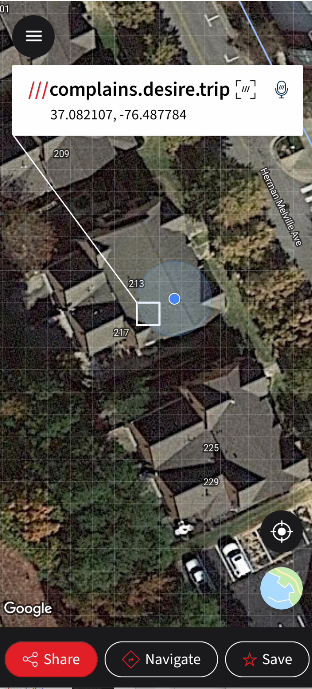 01
///complains.desire.trip ///
37.082107, -76.487784
209
Herman Melville Ave
213
217
225
229
Google
Share
Navigate
Save